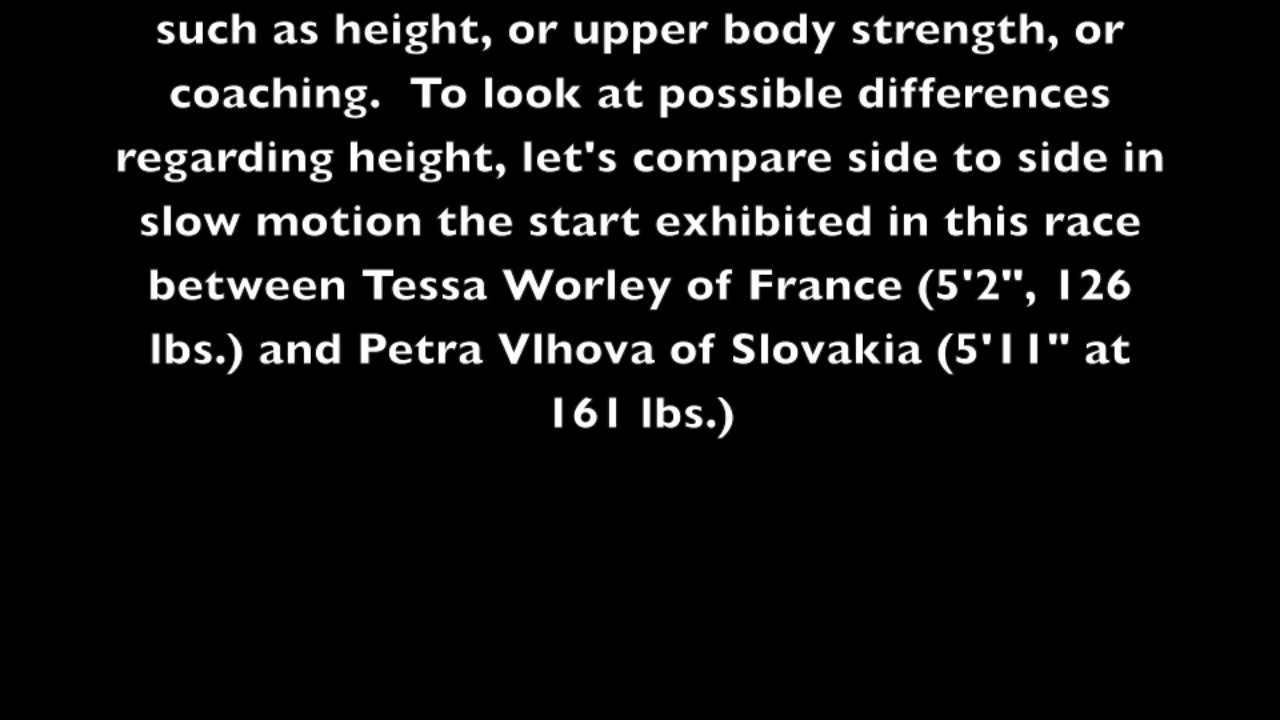 such as height, or upper body strength, or
coaching.  To look at possible differences
regarding height, let's compare side to side in
slow motion the start exhibited in this race
between Tessa Worley of France (5'2", 126
lbs.) and Petra Vlhova of Slovakia (5'11" at
161 lbs.)